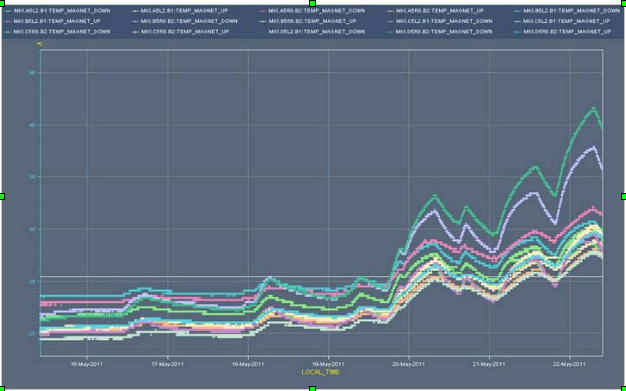 MKI.A5L2.B1:TEMP_MAGNET_DOWN MKI.A5L2.B1:TEMP_MAGNET_UP MKI.A5R8.B2:TEMP_MAGNET_DOWN MKI.A5R8.B2:TEMP_MAGNET_UP MKI.B5L2.B1:TEMP_MAGNET_DOWN
MKI.B5L2.B1:TEMP_MAGNET_UP MKI.B5R8.B2:TEMP_MAGNET_DOWN MKI.B5R8.B2:TEMP_MAGNET_UP MKI.C5L2.B1:TEMP_MAGNET_DOWN MKI.C5L2.B1:TEMP_MAGNET_UP
MKI.C5R8.B2:TEMP_MAGNET_DOWN MKI.C5R8.B2:TEMP_MAGNET_UP MKI.D5L2.B1:TEMP_MAGNET_UP MKI.D5R8.B2:TEMP_MAGNET_DOWN MKI.D5R8.B2:TEMP_MAGNET_UP
45
40
35
30
25
20
16-May-2011 17-May-2011 18-May-2011 19-May-2011 20-May-2011 21-May-2011 22-May-2011
LOCAL_TIME